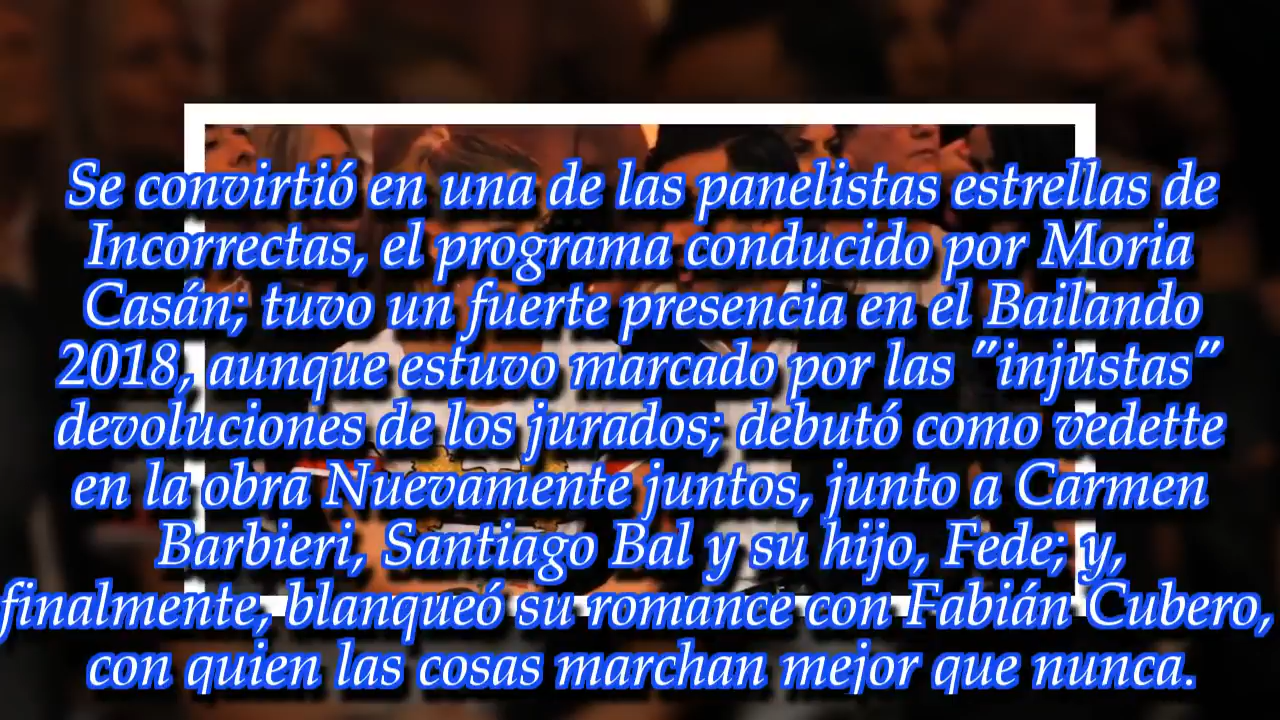 Se convirtió en una de las panelistas estrellas de
Incorrectas, el programa conducido por Moria
Casán; tuvo un fuerte presencia en el Bailando
2018, aunque estuvo marcado por las "injustas"
devoluciones de los jurados; debutó como vedette
en la obra Nuevamente juntos, junto a Carmen
Barbieri, Santiago Bal y su hijo, Fede; y,
finalmente, blanqueó su romance con Fabián Cubero,
con quien las cosas marchan mejor que nunca.